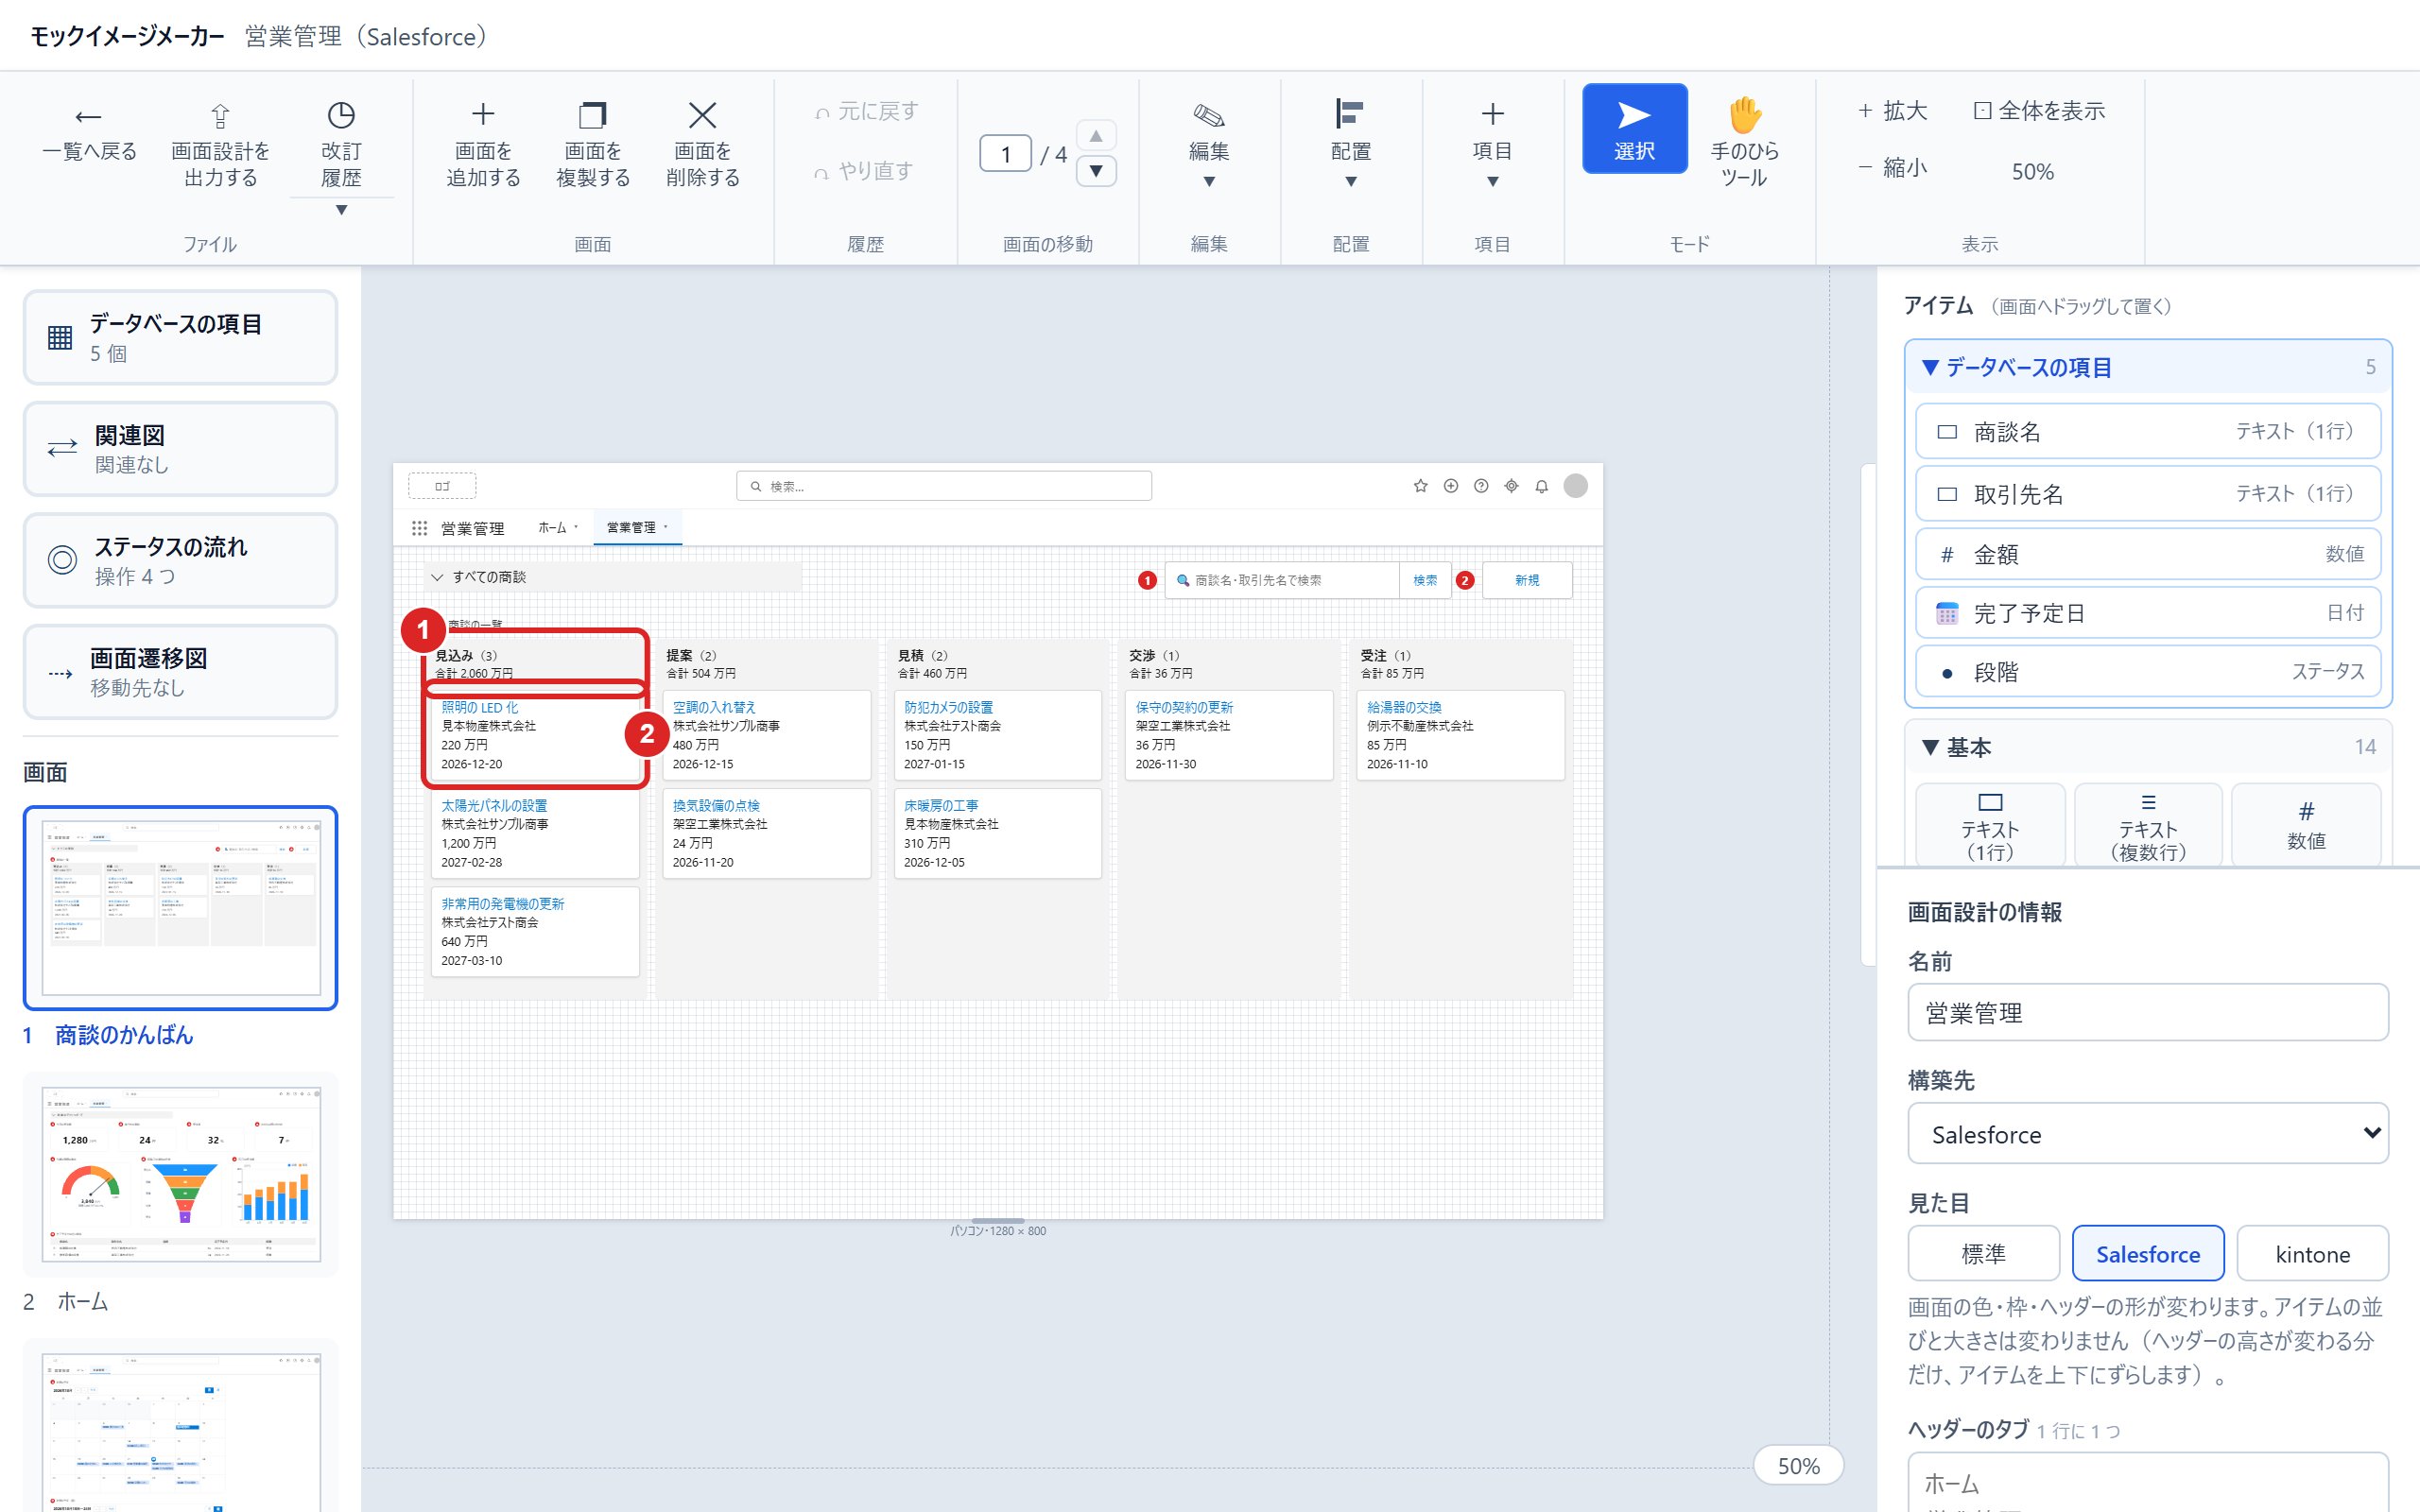 モックイメージメーカー 営業管理（Salesforce）
一覧へ戻る
画面設計を
出力する
改訂
履歴
▼
ファイル
画面を
追加する
画面を
複製する
画面を
削除する
画面
元に戻す
やり直す
履歴
1 / 4
▲
▼
画面の移動
編集
▼
編集
配置
▼
配置
項目
▼
項目
選択
手のひら
ツール
モード
+ 拡大
全体を表示
− 縮小
50%
表示
データベースの項目
5 個
関連図
関連なし
ステータスの流れ
操作 4 つ
画面遷移図
移動先なし
画面
1 商談のかんばん
1,280
24
32
7
2 ホーム
ロゴ
検索...
営業管理
ホーム
営業管理
すべての商談
1
商談名・取引先名で検索
検索
2
新規
1
商談の一覧
見込み（3）
合計 2,060 万円
照明の LED 化
見本物産株式会社
220 万円
2026-12-20
2
太陽光パネルの設置
株式会社サンプル商事
1,200 万円
2027-02-28
非常用の発電機の更新
株式会社テスト商会
640 万円
2027-03-10
提案（2）
合計 504 万円
空調の入れ替え
株式会社サンプル商事
480 万円
2026-12-15
換気設備の点検
架空工業株式会社
24 万円
2026-11-20
見積（2）
合計 460 万円
防犯カメラの設置
株式会社テスト商会
150 万円
2027-01-15
床暖房の工事
見本物産株式会社
310 万円
2026-12-05
交渉（1）
合計 36 万円
保守の契約の更新
架空工業株式会社
36 万円
2026-11-30
受注（1）
合計 85 万円
給湯器の交換
例示不動産株式会社
85 万円
2026-11-10
パソコン・1280 × 800
50%
アイテム （画面へドラッグして置く）
▼ データベースの項目 5
商談名 テキスト（1行）
取引先名 テキスト（1行）
# 金額 数値
完了予定日 日付
● 段階 ステータス
▼ 基本 14
テキスト
（1行）
テキスト
（複数行）
#
数値
画面設計の情報
名前
営業管理
構築先
Salesforce
見た目
標準
Salesforce
kintone
画面の色・枠・ヘッダーの形が変わります。アイテムの並
びと大きさは変わりません（ヘッダーの高さが変わる分
だけ、アイテムを上下にずらします）。
ヘッダーのタブ 1 行に 1 つ
ホーム